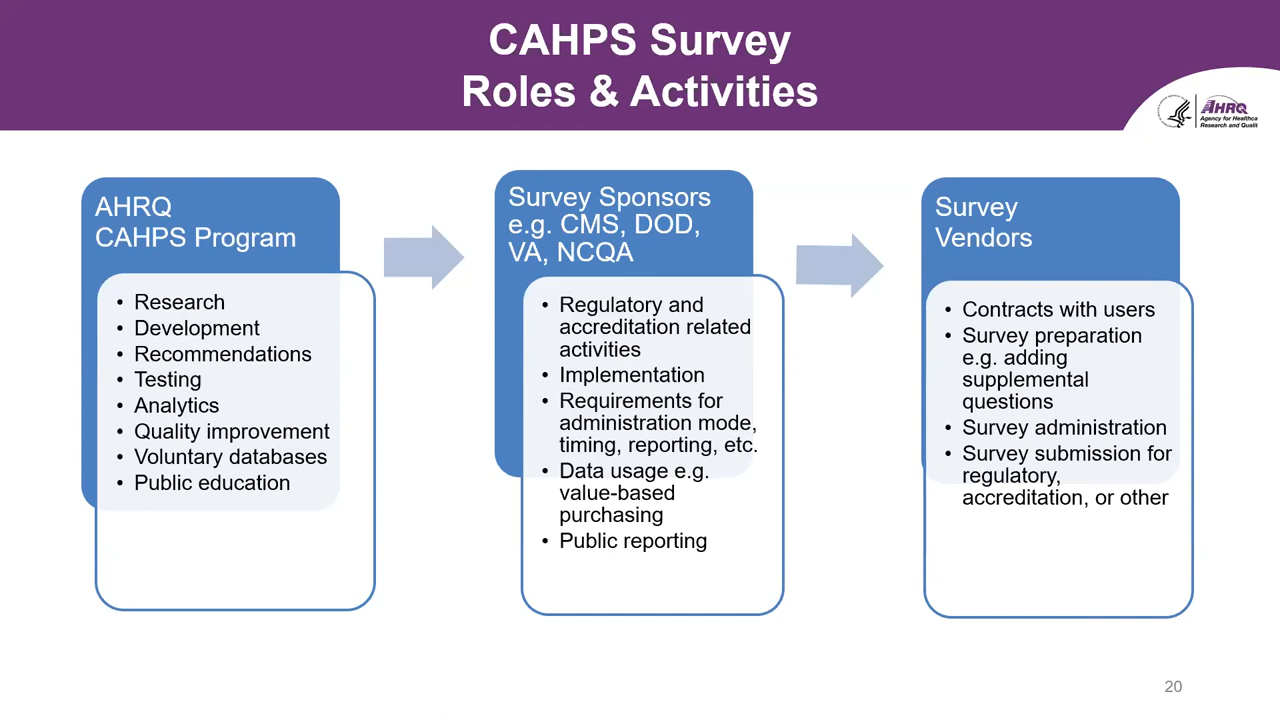 CAHPS Survey
Roles & Activities
AHRQ
Agency for Healthca
Research and Qualit
AHRQ
CAHPS Program
• Research
• Development
• Recommendations
• Testing
• Analytics
• Quality improvement
• Voluntary databases
• Public education
Survey Sponsors
e.g. CMS, DOD,
VA, NCQA
• Regulatory and
accreditation related
activities
• Implementation
• Requirements for
administration mode,
timing, reporting, etc.
• Data usage e.g.
value-based
purchasing
• Public reporting
Survey
Vendors
• Contracts with users
• Survey preparation
e.g. adding
supplemental
questions
• Survey administration
• Survey submission for
regulatory,
accreditation, or other
20